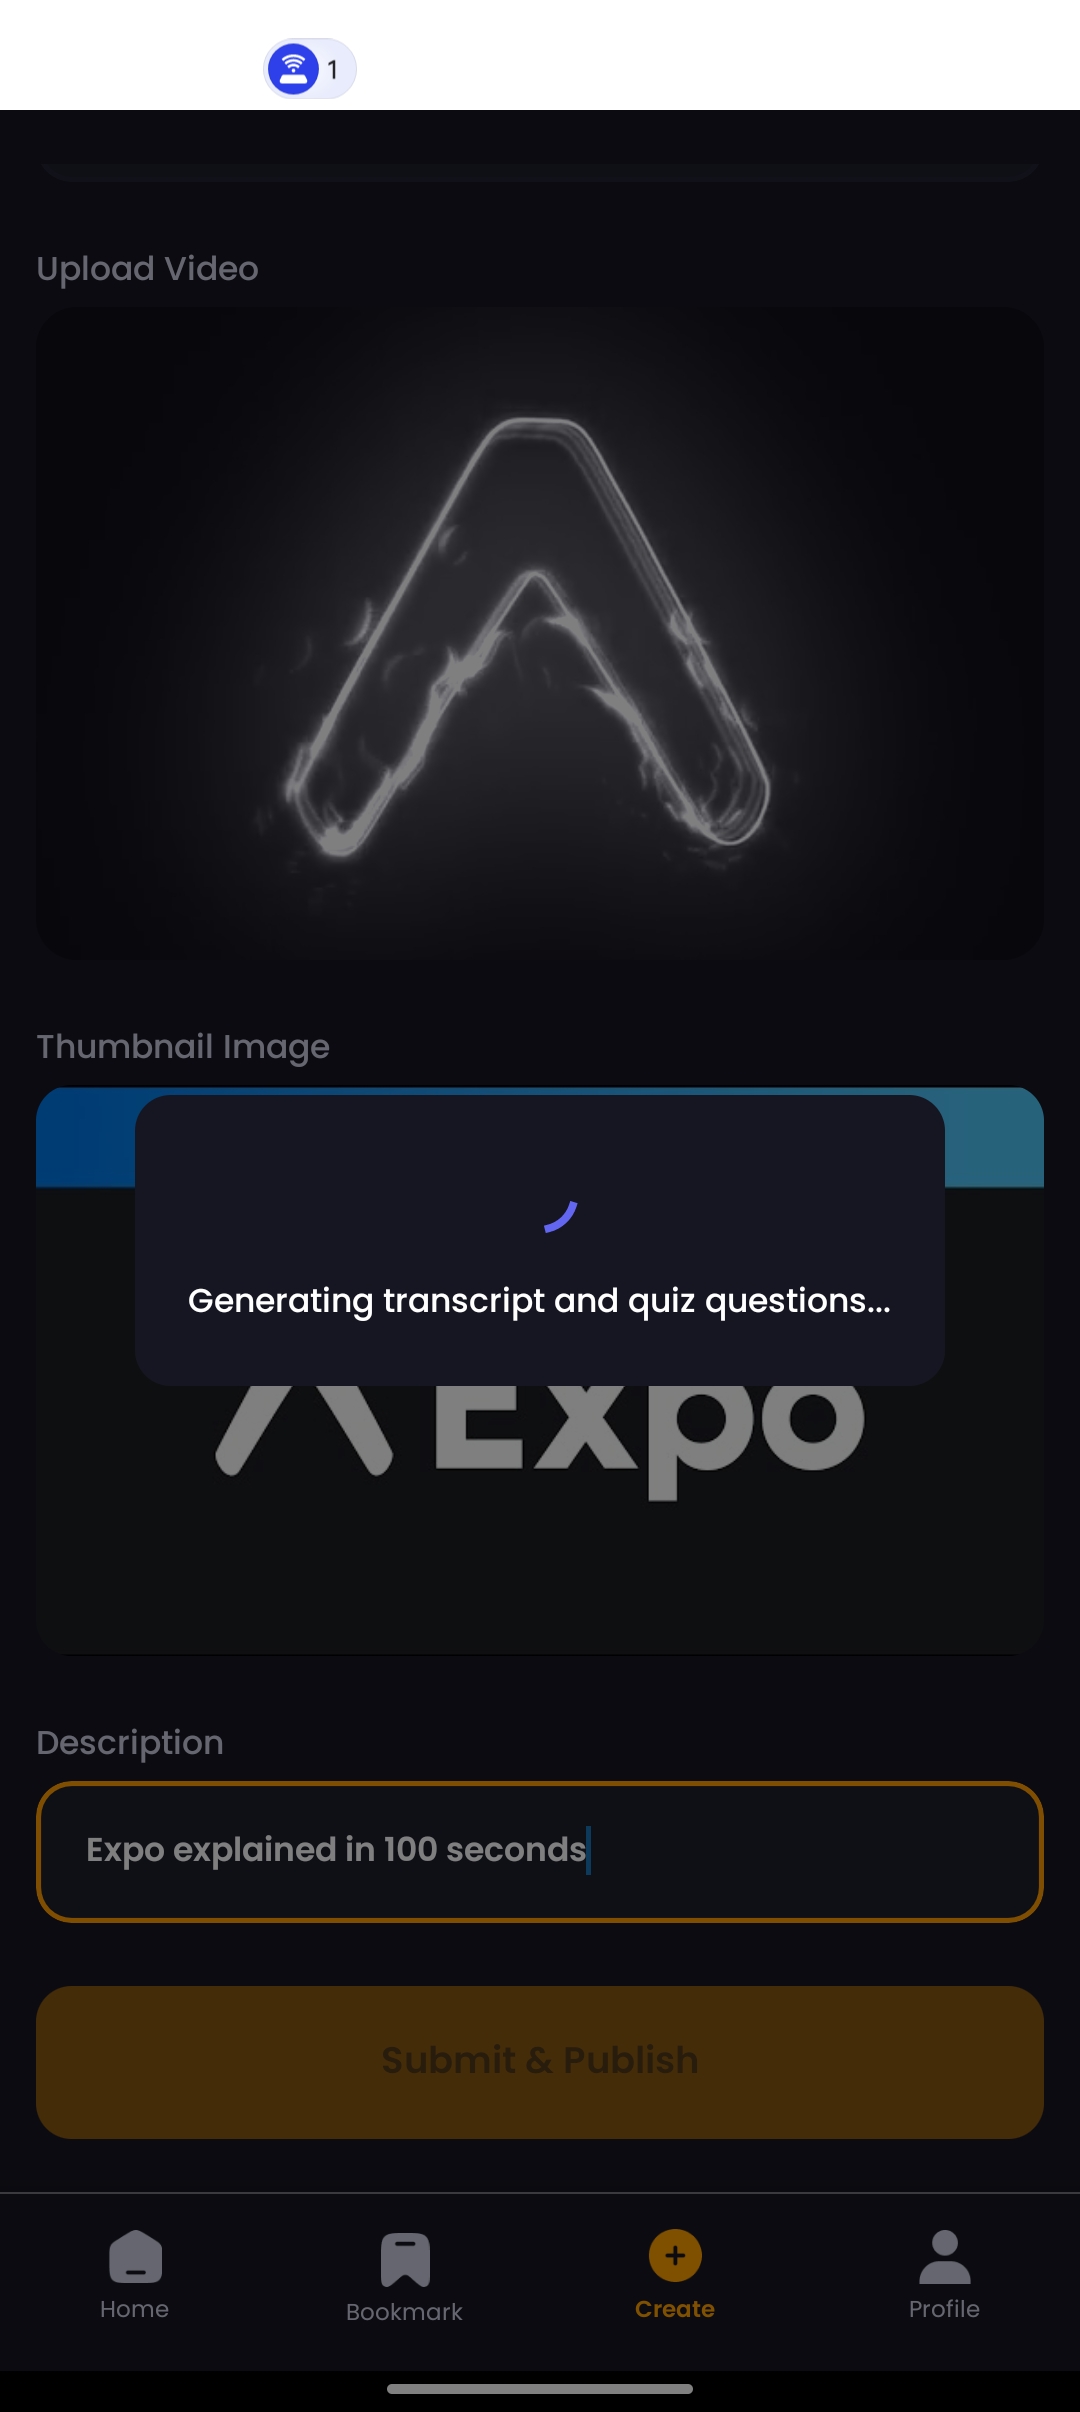 1
Upload Video
Thumbnail Image
Generating transcript and quiz questions...
Expo
Description
Expo explained in 100 seconds
Submit & Publish
Home
Bookmark
Create
Profile